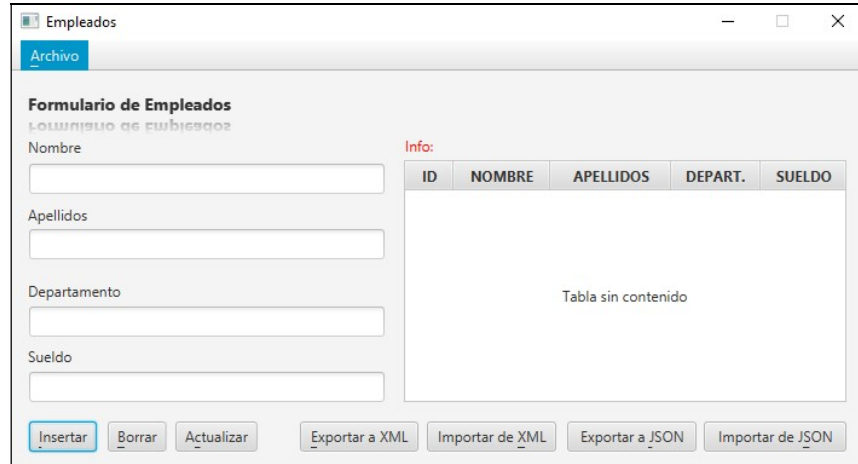 Empleados
Archivo
Formulario de Empleados
Nombre
Info:
ID NOMBRE APELLIDOS DEPART. SUELDO
Apellidos
Departamento
Tabla sin contenido
Sueldo
Insertar Borrar Actualizar Exportar a XML Importar de XML Exportar a JSON Importar de JSON